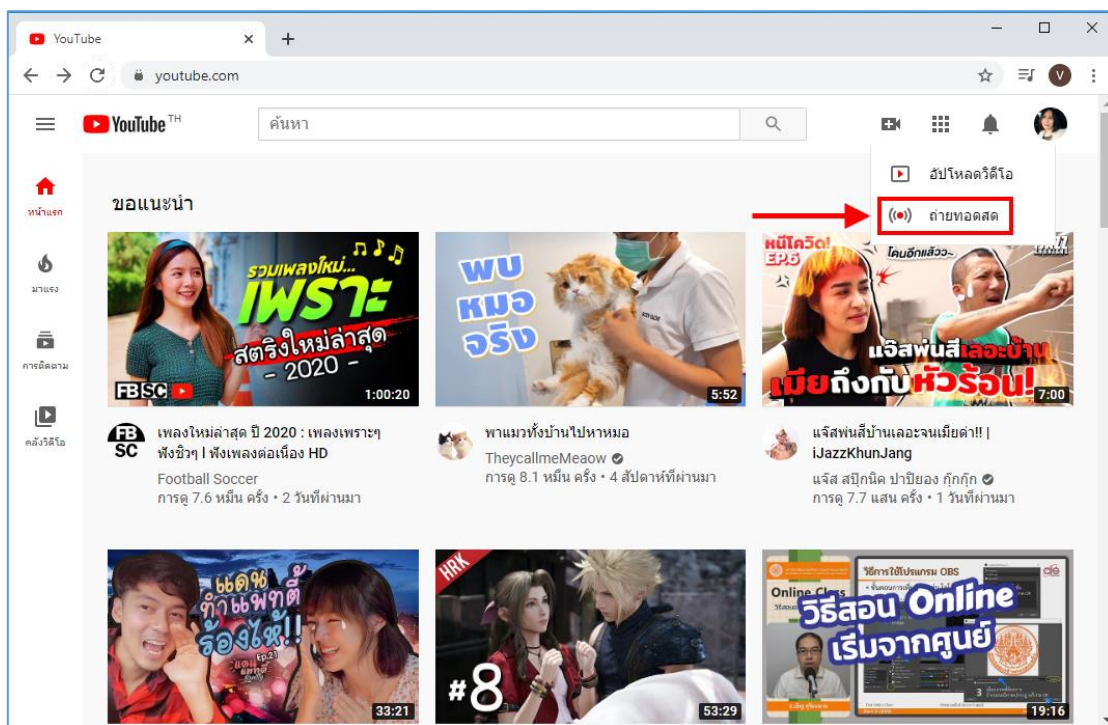 YouTube
youtube.com
V
YouTube TH
ค้นหา
อัปโหลดวิดีโอ
ถ่ายทอดสด
หน้าแรก
มาแรง
การติดตาม
คลังวิดีโอ
ขอแนะนำ
รวมเพลงใหม่...
เพราะ
สตริงใหม่ล่าสุด
- 2020 -
FBSC
1:00:20
พบ
หมอ
จริง
5:52
หนีโควิด!
EP.6
โดนอีกแล้วว~
แจ๊สพ่นสีเลอะบ้าน
เมียถึงกับหัวร้อน!
7:00
FB
SC
เพลงใหม่ล่าสุด ปี 2020 : เพลงเพราะๆ
ฟังชิวๆ l ฟังเพลงต่อเนื่อง HD
Football Soccer
การดู 7.6 หมื่น ครั้ง • 2 วันที่ผ่านมา
พาแมวทั้งบ้านไปหาหมอ
TheycallmeMeaow
การดู 8.1 หมื่น ครั้ง • 4 สัปดาห์ที่ผ่านมา
แจ๊สพ่นสีบ้านเลอะจนเมียด่า!! |
iJazzKhunJang
แจ๊ส สปุ๊กนิค ปาปิยอง กุ๊กกุ๊ก
การดู 7.7 แสน ครั้ง • 1 วันที่ผ่านมา
แดน
ทำแพทตี้
ร้องไห้!!
Ep.21
33:21
HRK
#8
53:29
วิธีการใช้โปรแกรม OBS
Online Class
วิธีสอน Online
เริ่มจากศูนย์
3
19:16